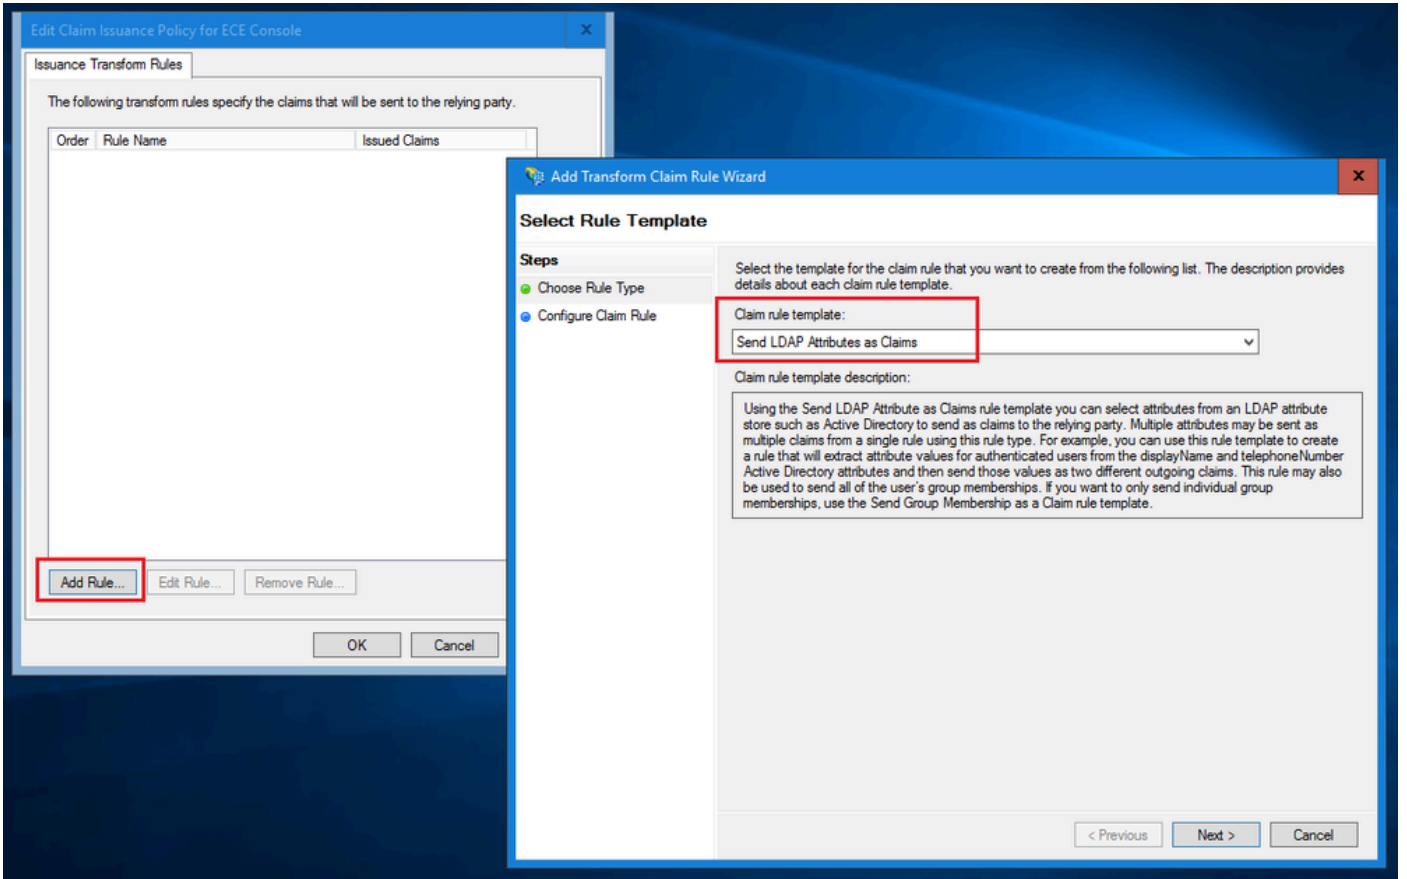 Edit Claim Issuance Policy for ECE Console
X
Issuance Transform Rules
The following transform rules specify the claims that will be sent to the relying party.
Order Rule Name Issued Claims
Add Rule... Edit Rule... Remove Rule...
OK Cancel
Add Transform Claim Rule Wizard
X
Select Rule Template
Steps
Choose Rule Type
Configure Claim Rule
Select the template for the claim rule that you want to create from the following list. The description provides
details about each claim rule template.
Claim rule template:
Send LDAP Attributes as Claims
Claim rule template description:
Using the Send LDAP Attribute as Claims rule template you can select attributes from an LDAP attribute
store such as Active Directory to send as claims to the relying party. Multiple attributes may be sent as
multiple claims from a single rule using this rule type. For example, you can use this rule template to create
a rule that will extract attribute values for authenticated users from the displayName and telephoneNumber
Active Directory attributes and then send those values as two different outgoing claims. This rule may also
be used to send all of the user's group memberships. If you want to only send individual group
memberships, use the Send Group Membership as a Claim rule template.
< Previous Next > Cancel